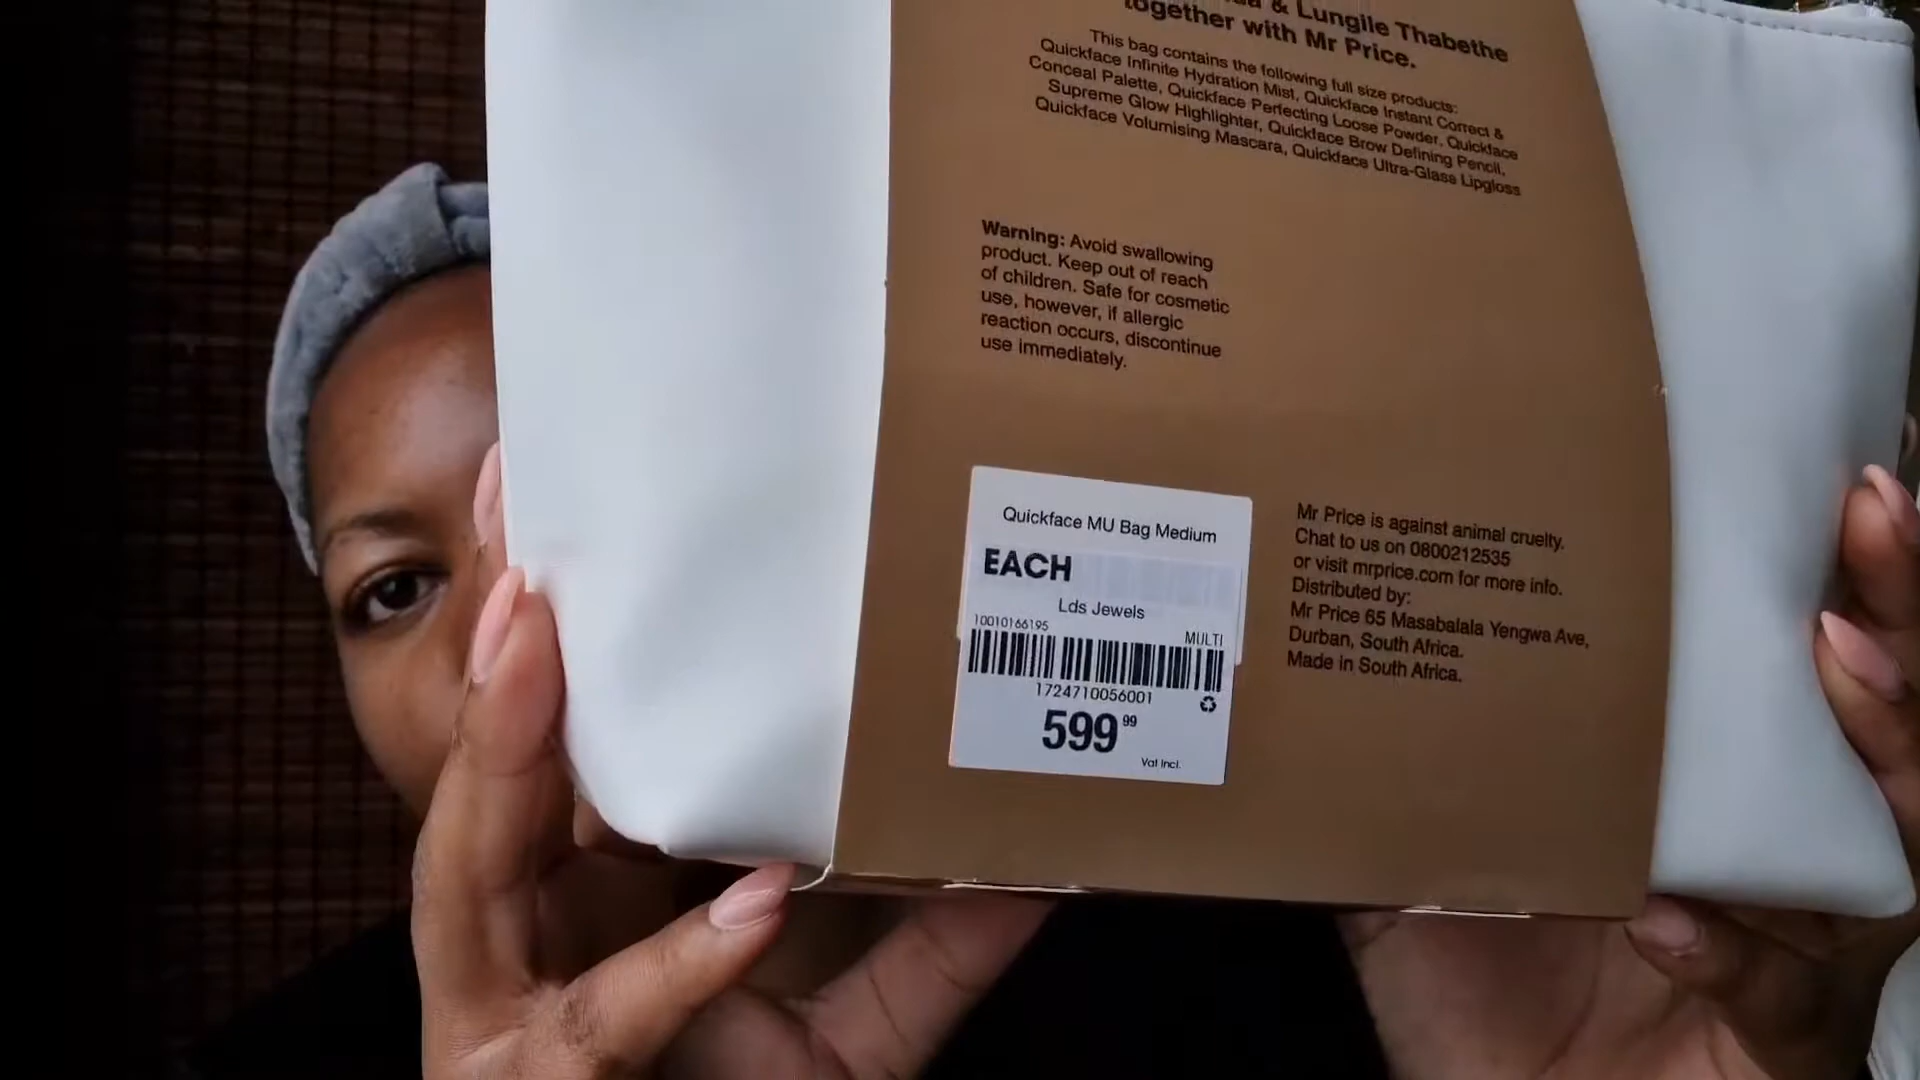 & Lungile Thabethe
together with Mr Price.
This bag contains the following full size products:
Quickface Infinite Hydration Mist, Quickface Instant Correct &
Conceal Palette, Quickface Perfecting Loose Powder, Quickface
Supreme Glow Highlighter, Quickface Brow Defining Pencil,
Quickface Volumising Mascara, Quickface Ultra-Glass Lipgloss
Warning: Avoid swallowing
product. Keep out of reach
of children. Safe for cosmetic
use, however, if allergic
reaction occurs, discontinue
use immediately.
Quickface MU Bag Medium
EACH
Lds Jewels
10010166195
MULTI
1724710056001
599 99
Vat Incl.
Mr Price is against animal cruelty.
Chat to us on 0800212535
or visit mrprice.com for more info.
Distributed by:
Mr Price 65 Masabalala Yengwa Ave,
Durban, South Africa.
Made in South Africa.